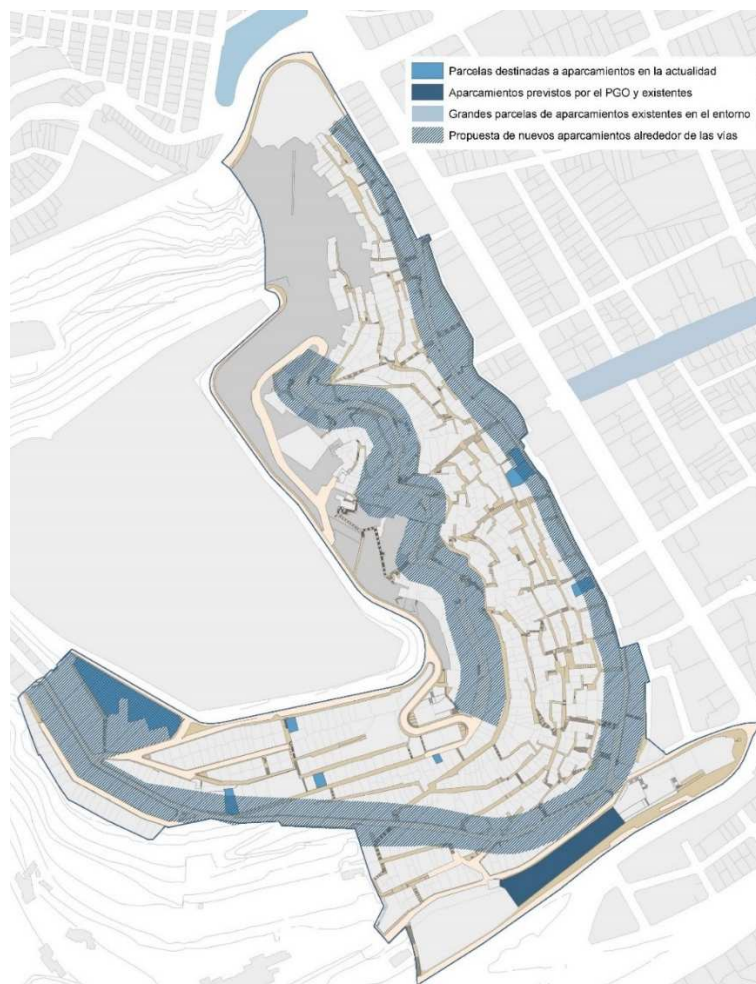 Parcelas destinadas a aparcamientos en la actualidad
Aparcamientos previstos por el PGO y existentes
Grandes parcelas de aparcamientos existentes en el entorno
Propuesta de nuevos aparcamientos alrededor de las vías